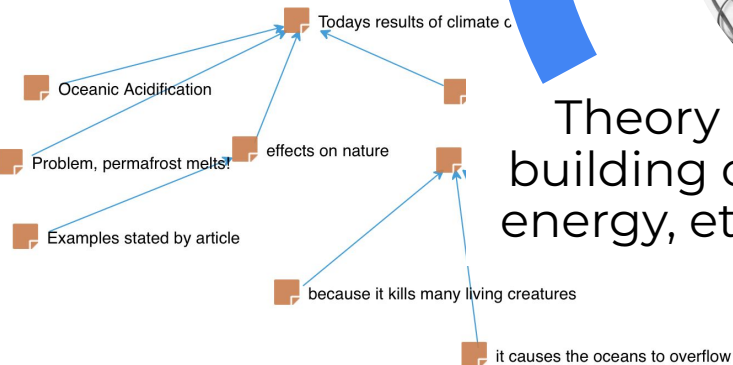 Todays results of climate
Oceanic Acidification
Theory
effects on nature
Problem, permafrost melts!
building
energy,
Examples stated by article
because it kills many living creatures
it causes the oceans to overflow